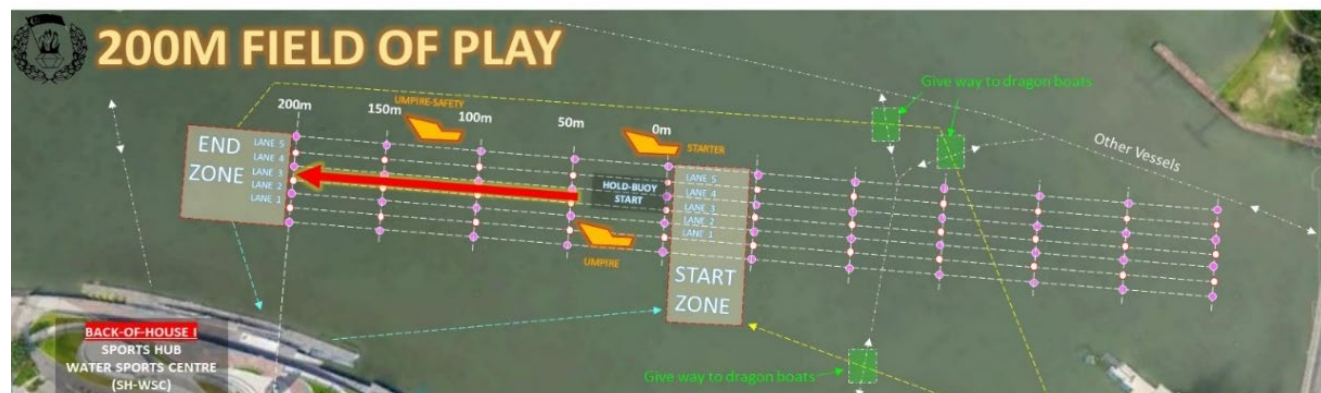 200M FIELD OF PLAY
Give way to dragon boats
UMPIRE-SAFETY
200m
150m
100m
50m
0m
STARTER
Other Vessels
END
ZONE
LANE 5
LANE 4
LANE 3
LANE 2
LANE 1
HOLD-BUOY
START
LANE 5
LANE 4
LANE 3
LANE 2
LANE 1
UMPIRE
START
ZONE
BACK-OF-HOUSE I
SPORTS HUB
WATER SPORTS CENTRE
(SH-WSC)
Give way to dragon boats